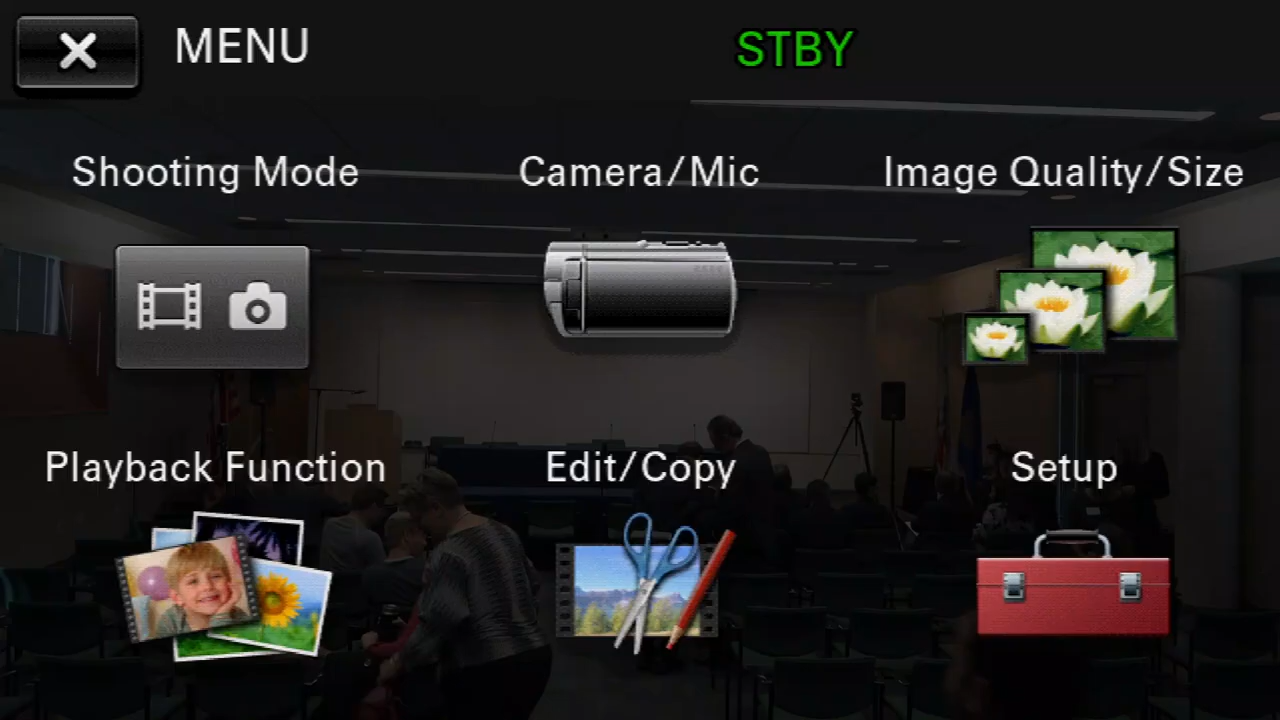 MENU
STBY
Shooting Mode
Camera/Mic
Image Quality/Size
Playback Function
Edit/Copy
Setup